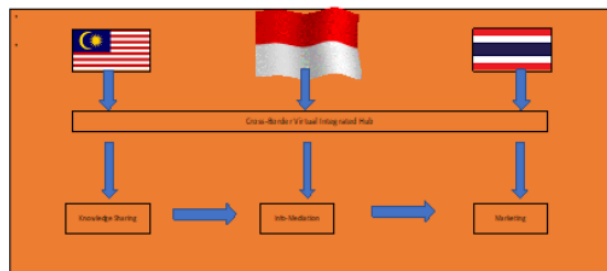 Cross-Border Virtual Integrated Hub
Knowledge Sharing
Info-Mediation
Marketing